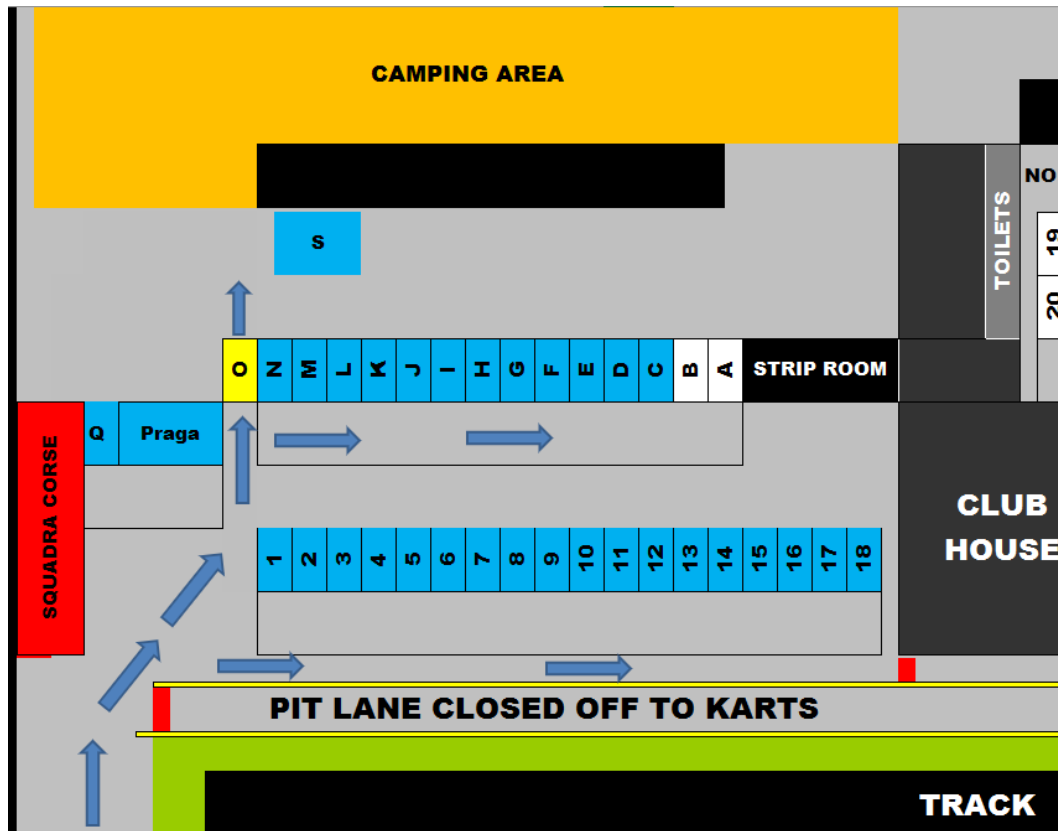 CAMPING AREA
NO
TOILETS
19
20
S
O N M L K J I H G F E D C B A STRIP ROOM
SQUADRA CORSE
Q Praga
CLUB
HOUSE
1 2 3 4 5 6 7 8 9 10 11 12 13 14 15 16 17 18
PIT LANE CLOSED OFF TO KARTS
TRACK